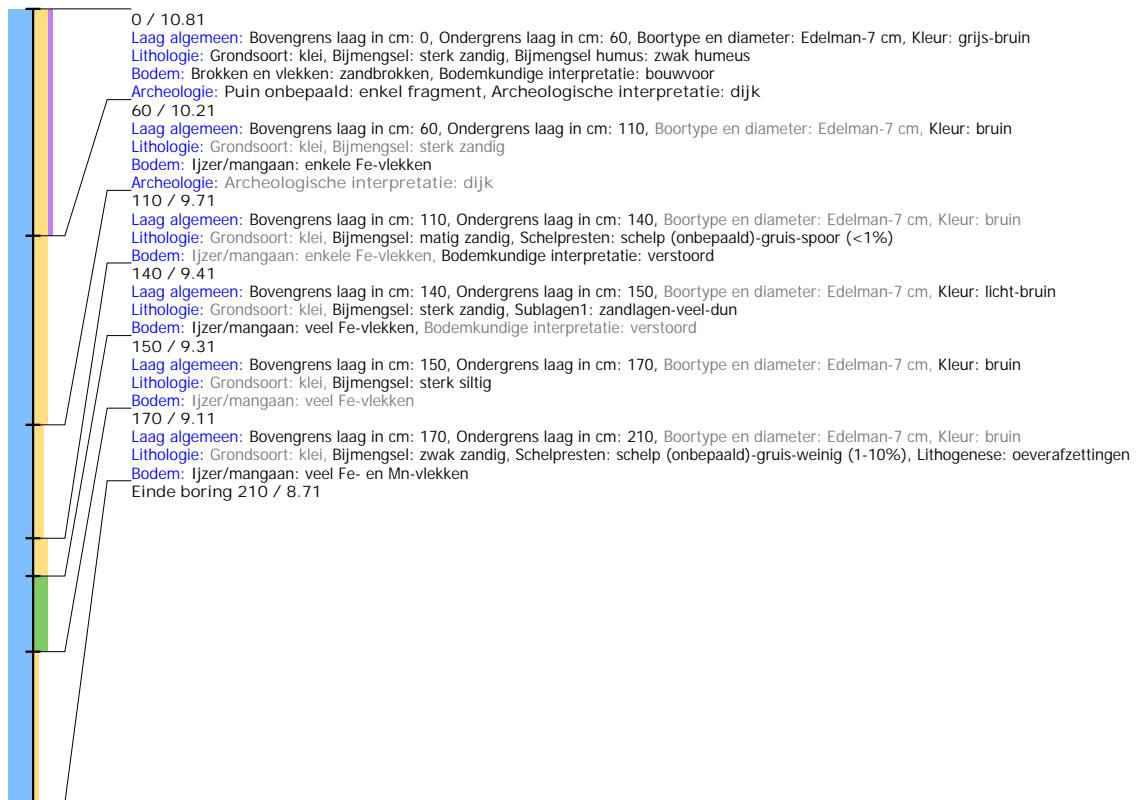 0 / 10.81
Laag algemeen: Bovengrens laag in cm: 0, Ondergrens laag in cm: 60, Boortype en diameter: Edelman-7 cm, Kleur: grijs-bruin
Lithologie: Grondsoort: klei, Bijmengsel: sterk zandig, Bijmengsel humus: zwak humeus
Bodem: Brokken en vlekken: zandbrokken, Bodemkundige interpretatie: bouwvoor
Archeologie: Puin onbepaald: enkel fragment, Archeologische interpretatie: dijk
60 / 10.21
Laag algemeen: Bovengrens laag in cm: 60, Ondergrens laag in cm: 110, Boortype en diameter: Edelman-7 cm, Kleur: bruin
Lithologie: Grondsoort: klei, Bijmengsel: sterk zandig
Bodem: Ijzer/mangaan: enkele Fe-vlekken
Archeologie: Archeologische interpretatie: dijk
110 / 9.71
Laag algemeen: Bovengrens laag in cm: 110, Ondergrens laag in cm: 140, Boortype en diameter: Edelman-7 cm, Kleur: bruin
Lithologie: Grondsoort: klei, Bijmengsel: matig zandig, Schelpresten: schelp (onbepaald)-gruis-spoor (<1%)
Bodem: Ijzer/mangaan: enkele Fe-vlekken, Bodemkundige interpretatie: verstoord
140 / 9.41
Laag algemeen: Bovengrens laag in cm: 140, Ondergrens laag in cm: 150, Boortype en diameter: Edelman-7 cm, Kleur: licht-bruin
Lithologie: Grondsoort: klei, Bijmengsel: sterk zandig, Sublagen1: zandlagen-veel-dun
Bodem: Ijzer/mangaan: veel Fe-vlekken, Bodemkundige interpretatie: verstoord
150 / 9.31
Laag algemeen: Bovengrens laag in cm: 150, Ondergrens laag in cm: 170, Boortype en diameter: Edelman-7 cm, Kleur: bruin
Lithologie: Grondsoort: klei, Bijmengsel: sterk siltig
Bodem: Ijzer/mangaan: veel Fe-vlekken
170 / 9.11
Laag algemeen: Bovengrens laag in cm: 170, Ondergrens laag in cm: 210, Boortype en diameter: Edelman-7 cm, Kleur: bruin
Lithologie: Grondsoort: klei, Bijmengsel: zwak zandig, Schelpresten: schelp (onbepaald)-gruis-weinig (1-10%), Lithogenese: oeverafzettingen
Bodem: Ijzer/mangaan: veel Fe- en Mn-vlekken
Einde boring 210 / 8.71